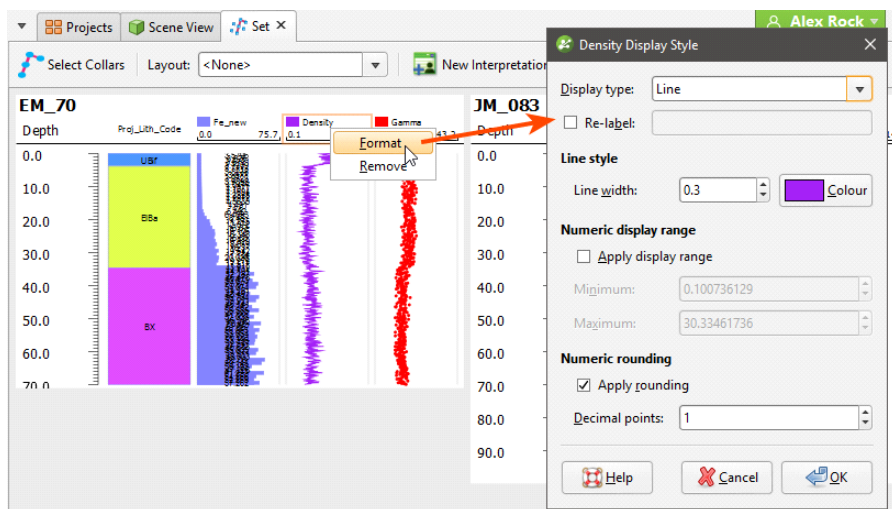 Projects
Scene View
Set
Alex Rock
Select Collars
Layout:
<None>
New Interpretation
EM_70
Depth
Proj_Lith_Code
Fe_new
0.0 75.7
Density
0.1
Gamma
43.2
0.0
10.0
20.0
30.0
40.0
50.0
60.0
70.0
UBf
BBa
BX
Format
Remove
JM_083
Depth
0.0
10.0
20.0
30.0
40.0
50.0
60.0
70.0
80.0
90.0
Density Display Style
Display type: Line
Re-label:
Line style
Line width: 0.3 Colour
Numeric display range
Apply display range
Minimum: 0.100736129
Maximum: 30.33461736
Numeric rounding
Apply rounding
Decimal points: 1
Help
Cancel
OK